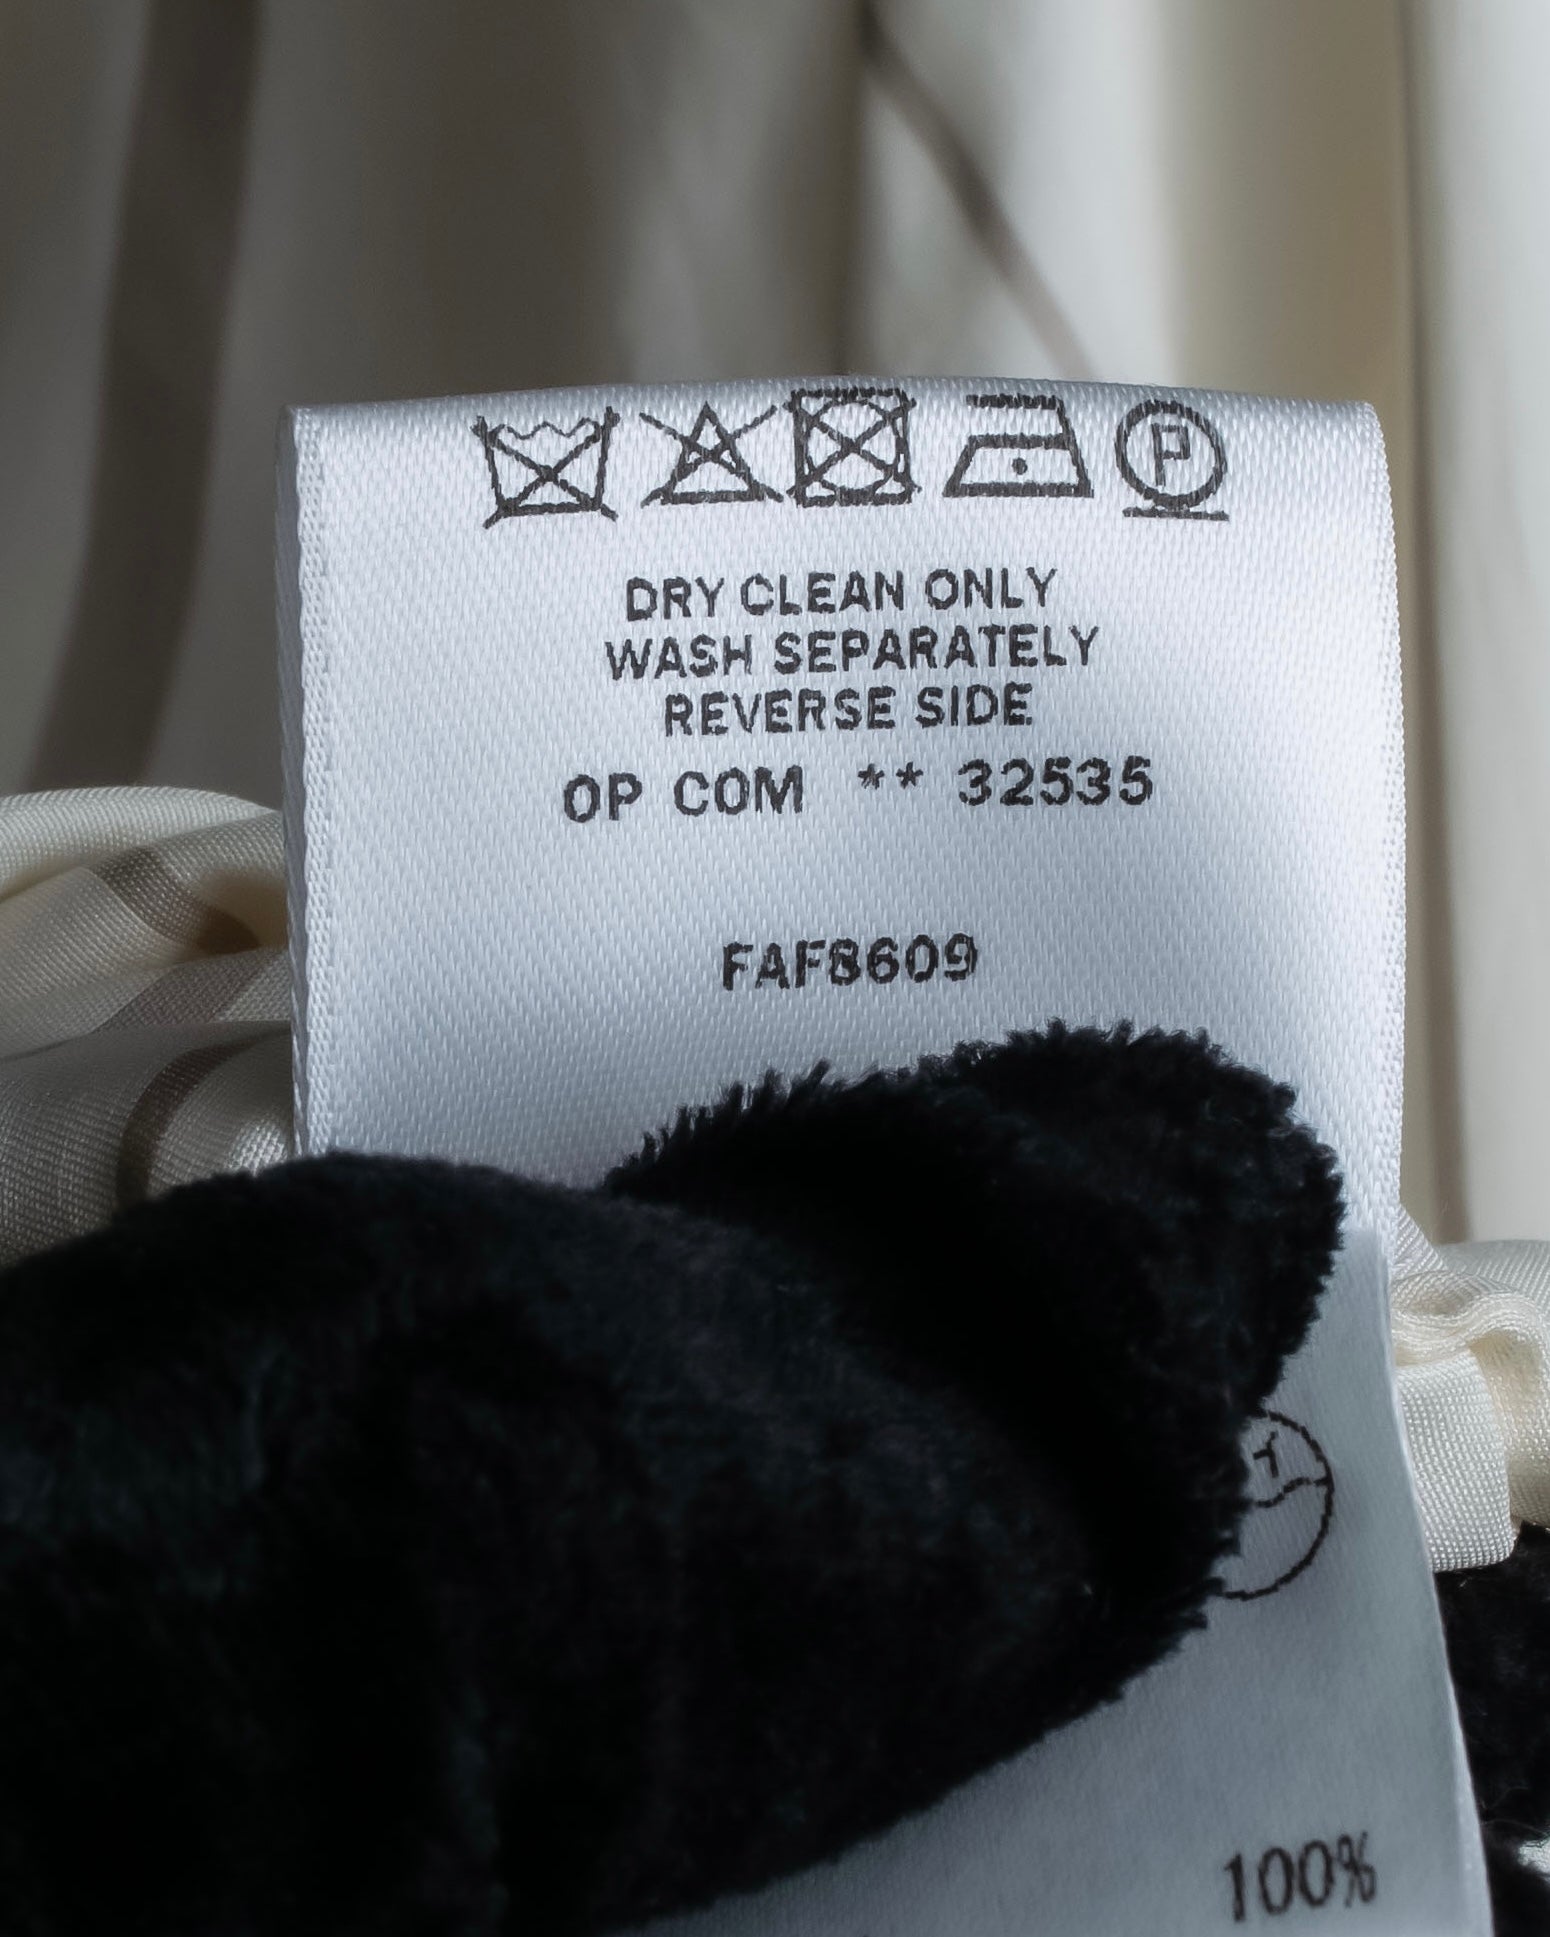 P
DRY CLEAN ONLY
WASH SEPARATELY
REVERSE SIDE
OP COM ** 32535
FAF8609
100%